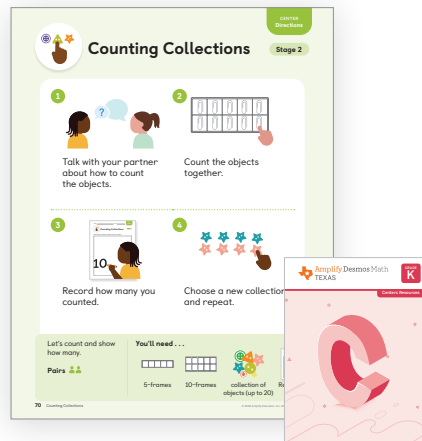 CENTER
Directions
Counting Collections
Stage 2
1
?
Talk with your partner
about how to count
the objects.
2
Count the objects
together.
3
10
Record how many you
counted.
4
Choose a new collection
and repeat.
Let's count and show
how many.
Pairs
You'll need . . .
5-frames
10-frames
collection of
objects (up to 20)
70 Counting Collections
Amplify Desmos Math
TEXAS
GRADE
K
Centers Resources